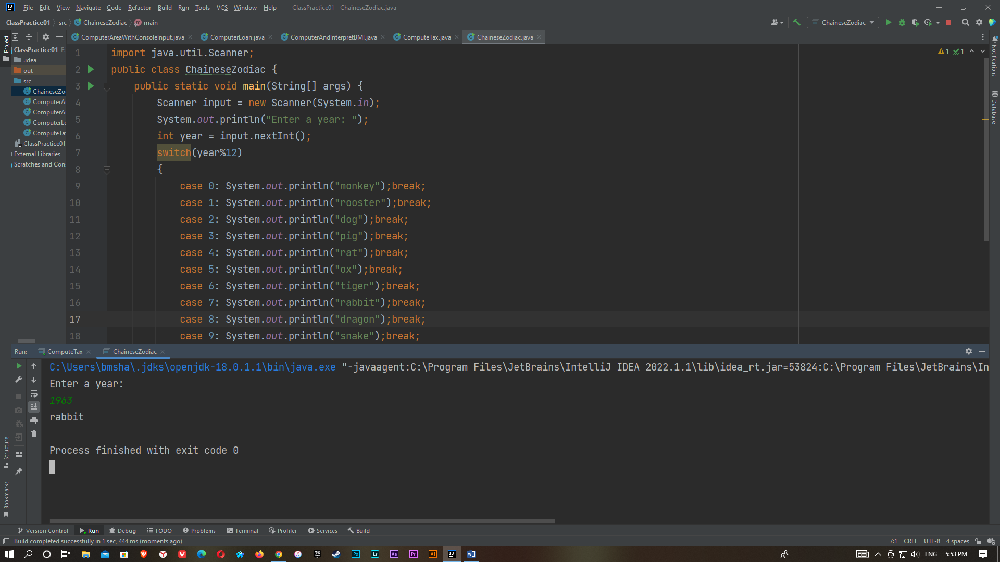 File Edit View Navigate Code Refactor Build Run Tools VCS Window Help ClassPractice01 - ChaineseZodiac.java
ClassPractice01 src ChaineseZodiac main ChaineseZodiac
ComputerAreaWithConsoleInput.java ComputerLoan.java ComputerAndInterpretBMI.java ComputeTax.java ChaineseZodiac.java
Project
ClassPractice01 F:
.idea
out
src
ChaineseZo
ComputerAr
ComputerAr
ComputerLo
ComputeTax
ClassPractice01
External Libraries
Scratches and Cons
1 import java.util.Scanner;
2 public class ChaineseZodiac {
3 public static void main(String[] args) {
4 Scanner input = new Scanner(System.in);
5 System.out.println("Enter a year: ");
6 int year = input.nextInt();
7 switch(year%12)
8 {
9 case 0: System.out.println("monkey");break;
10 case 1: System.out.println("rooster");break;
11 case 2: System.out.println("dog");break;
12 case 3: System.out.println("pig");break;
13 case 4: System.out.println("rat");break;
14 case 5: System.out.println("ox");break;
15 case 6: System.out.println("tiger");break;
16 case 7: System.out.println("rabbit");break;
17 case 8: System.out.println("dragon");break;
18 case 9: System.out.println("snake");break;
1 1
Notifications
Database
Run: ComputeTax ChaineseZodiac
C:\Users\bmsha\.jdks\openjdk-18.0.1.1\bin\java.exe "-javaagent:C:\Program Files\JetBrains\IntelliJ IDEA 2022.1.1\lib\idea_rt.jar=53824:C:\Program Files\JetBrains\In
Enter a year:
1963
rabbit
Process finished with exit code 0
Structure
Bookmarks
Version Control Run Debug TODO Problems Terminal Profiler Services Build
Build completed successfully in 1 sec, 444 ms (moments ago) 7:1 CRLF UTF-8 4 spaces
Ps Lr Ae Pr Ai IJ ENG 5:53 PM